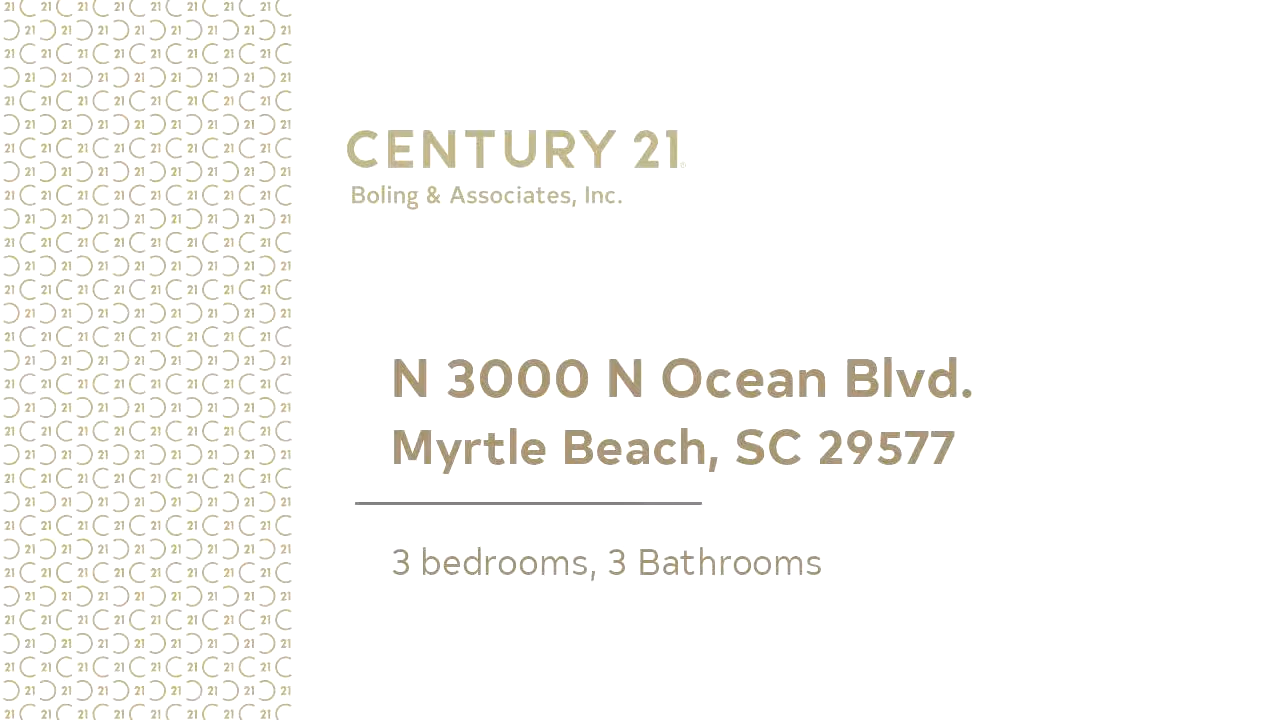 CENTURY 21
Boling & Associates, Inc.
N 3000 N Ocean Blvd.
Myrtle Beach, SC 29577
3 bedrooms, 3 Bathrooms